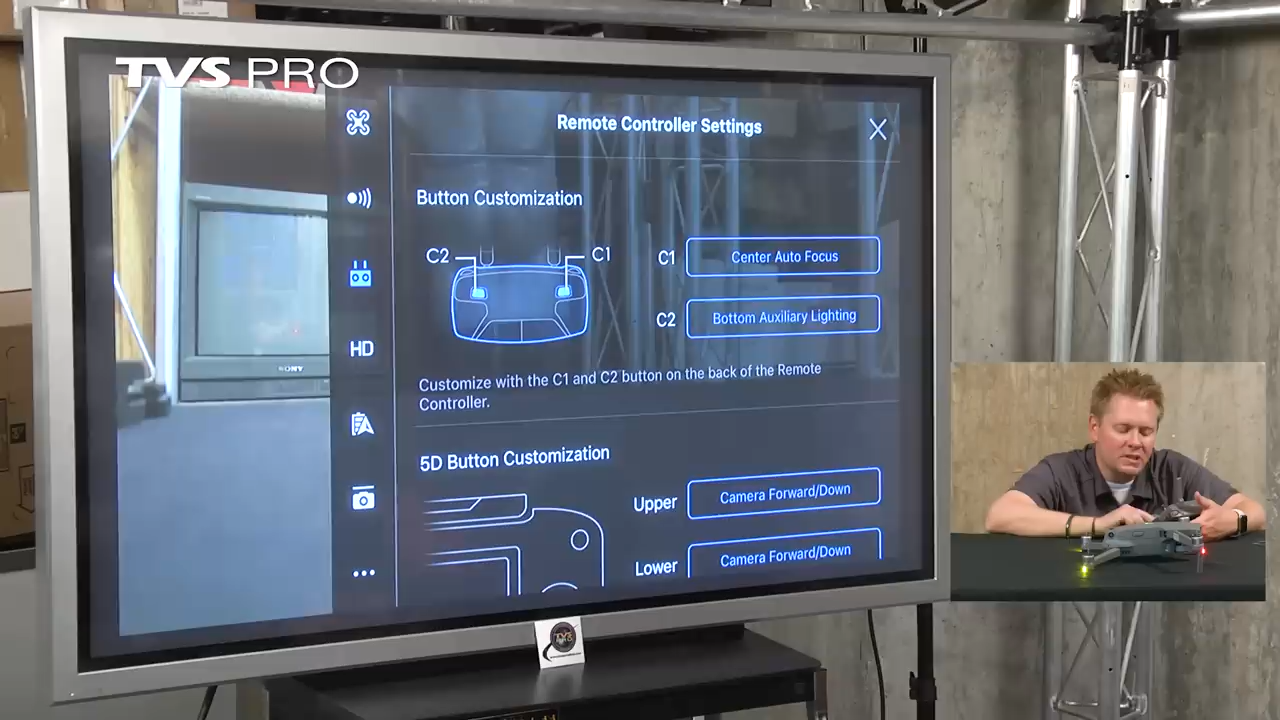 TVS PRO
Remote Controller Settings
Button Customization
C2
C1
C1
Center Auto Focus
C2
Bottom Auxiliary Lighting
Customize with the C1 and C2 button on the back of the Remote
Controller.
5D Button Customization
Upper
Camera Forward/Down
Lower
Camera Forward/Down
HD
SONY
TVS